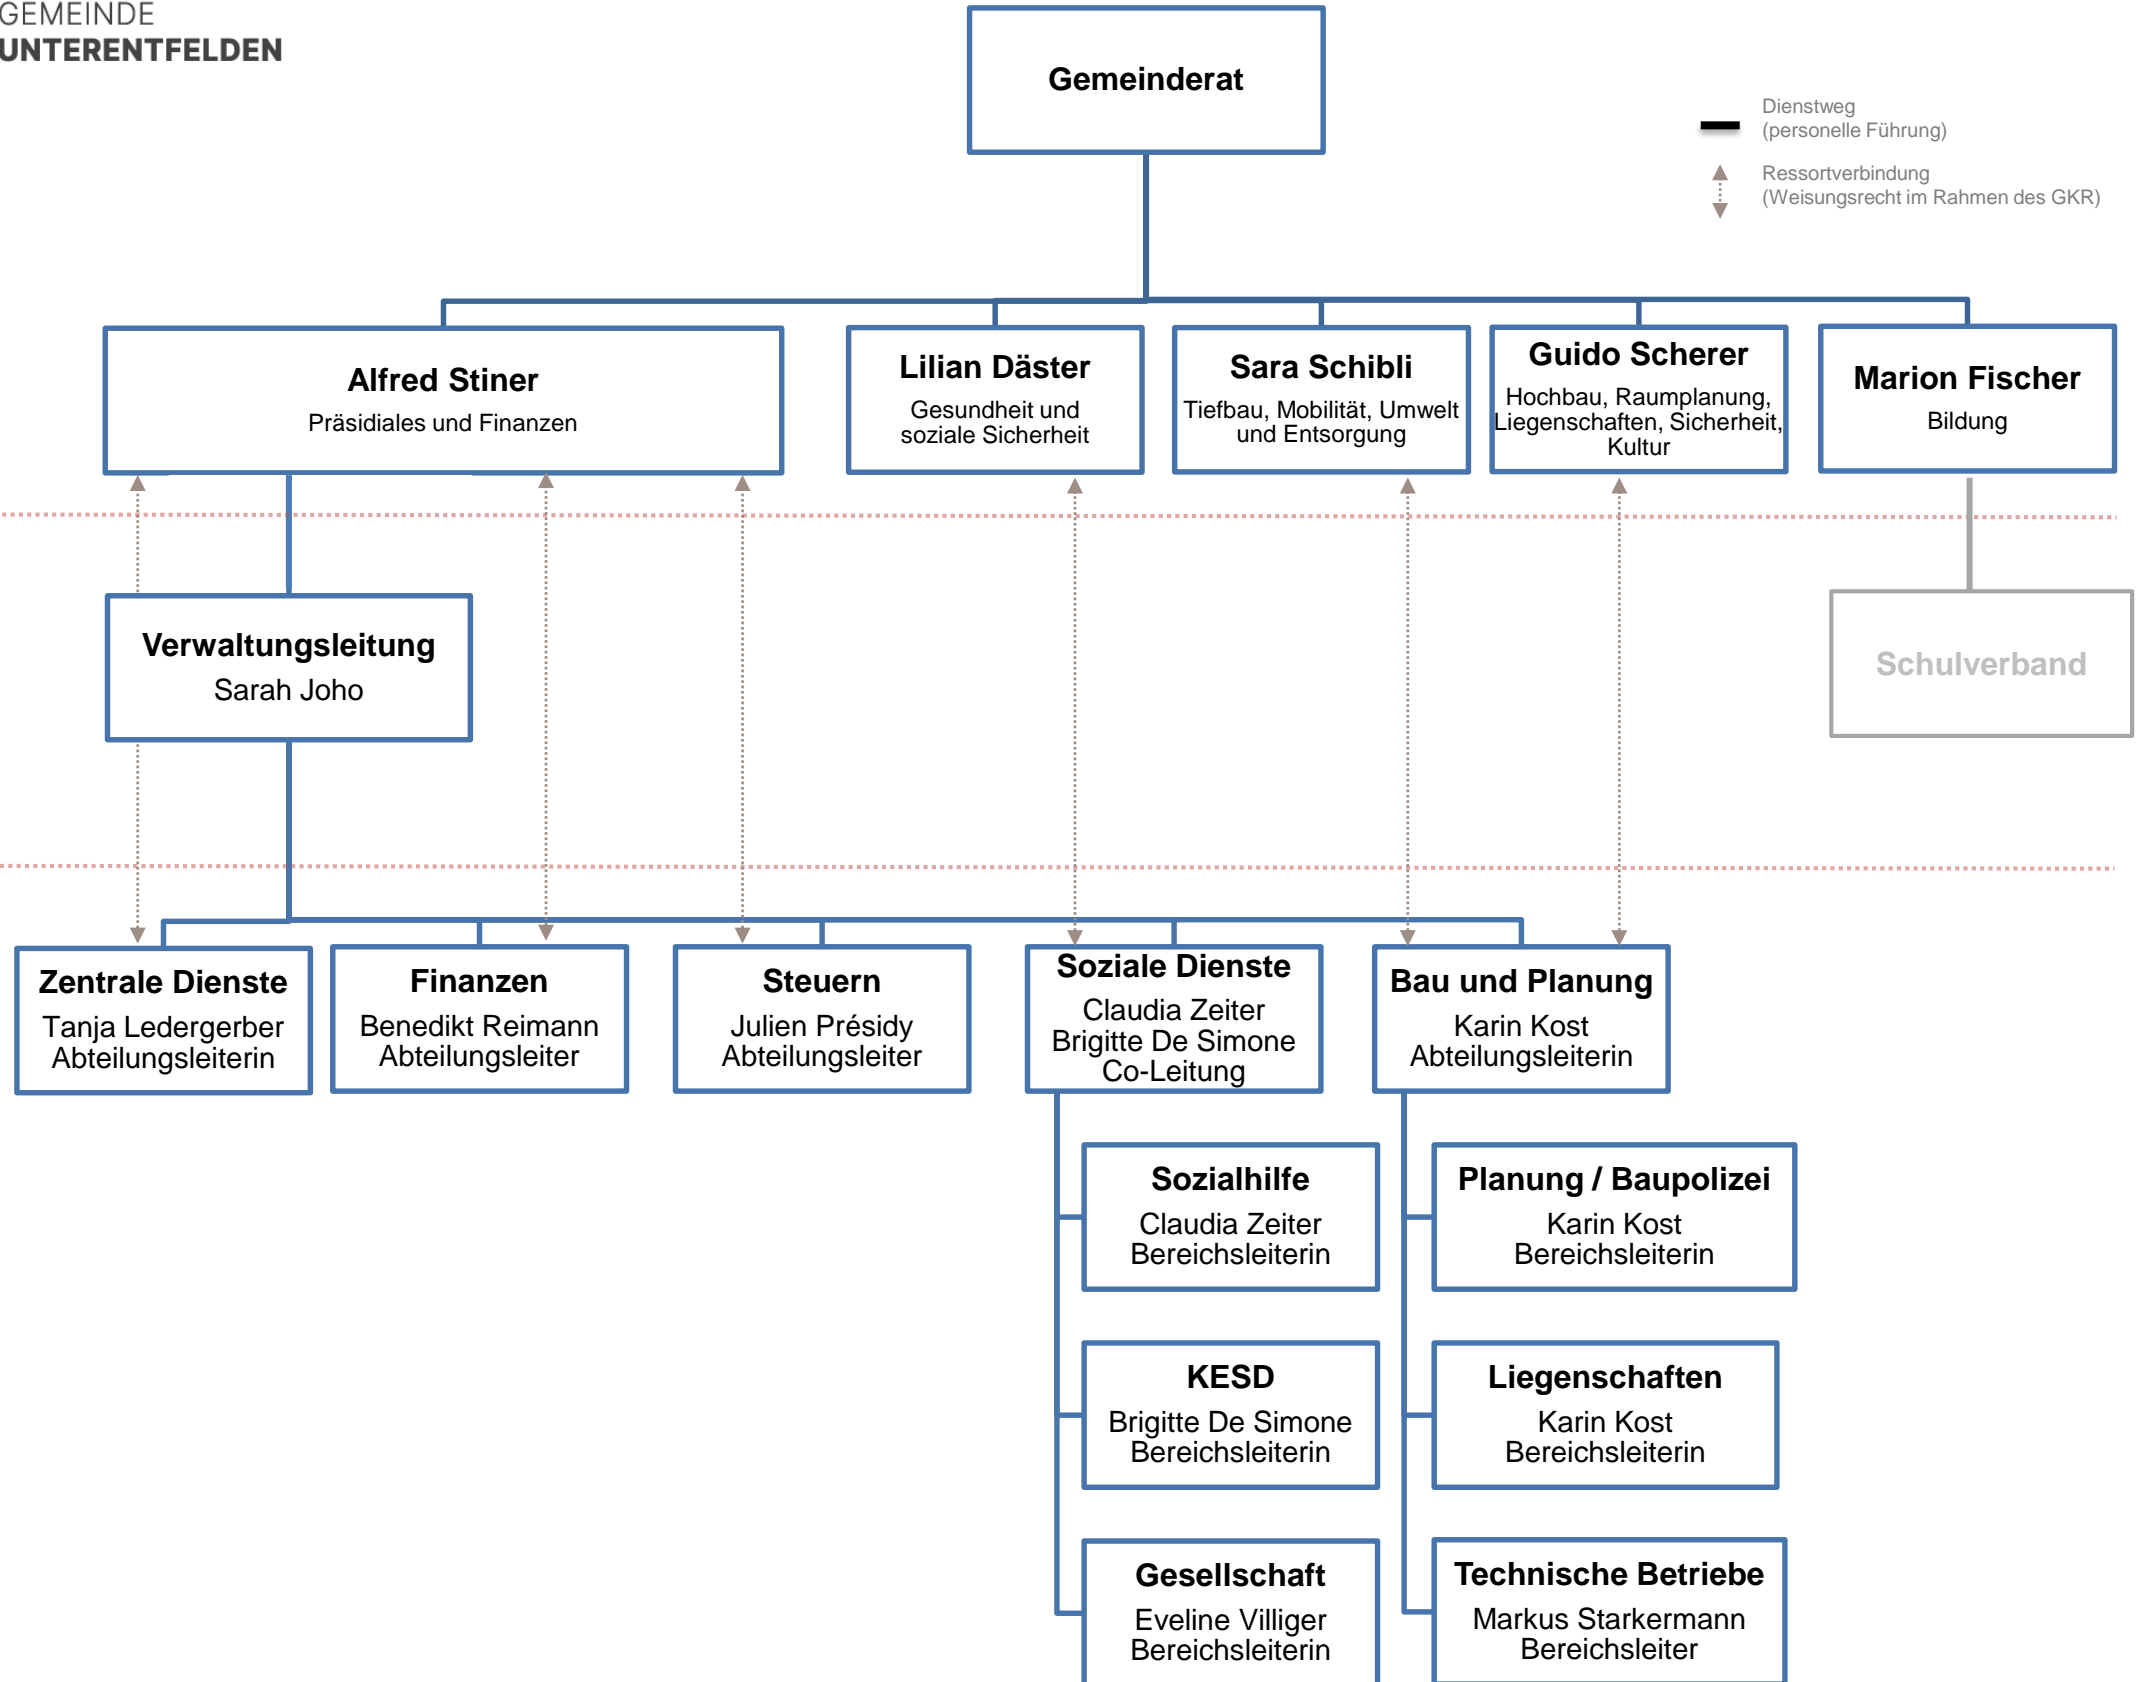 GEMEINDE
UNTERENTFELDEN
Gemeinderat
Dienstweg
(personelle Führung)
Ressortverbindung
(Weisungsrecht im Rahmen des GKR)
Alfred Stiner
Präsidiales und Finanzen
Lilian Däster
Gesundheit und
soziale Sicherheit
Sara Schibli
Tiefbau, Mobilität, Umwelt
und Entsorgung
Guido Scherer
Hochbau, Raumplanung,
Liegenschaften, Sicherheit,
Kultur
Marion Fischer
Bildung
Verwaltungsleitung
Sarah Joho
Schulverband
Zentrale Dienste
Tanja Ledergerber
Abteilungsleiterin
Finanzen
Benedikt Reimann
Abteilungsleiter
Steuern
Julien Présidy
Abteilungsleiter
Soziale Dienste
Claudia Zeiter
Brigitte De Simone
Co-Leitung
Bau und Planung
Karin Kost
Abteilungsleiterin
Sozialhilfe
Claudia Zeiter
Bereichsleiterin
Planung / Baupolizei
Karin Kost
Bereichsleiterin
KESD
Brigitte De Simone
Bereichsleiterin
Liegenschaften
Karin Kost
Bereichsleiterin
Gesellschaft
Eveline Villiger
Bereichsleiterin
Technische Betriebe
Markus Starkermann
Bereichsleiter